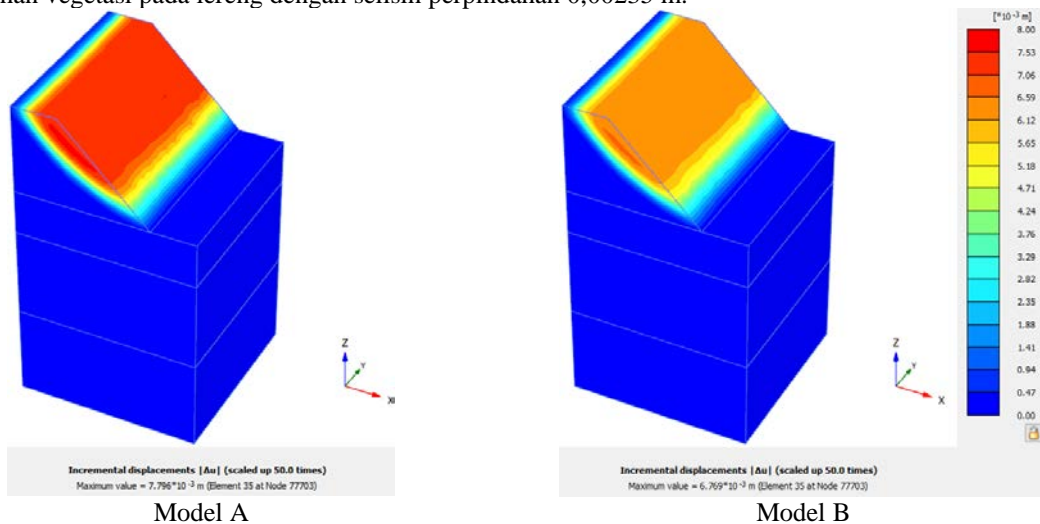 vegetasi pada lereng dengan selisih perpindahan 0,00235 m.
[*10⁻³ m]
8.00
7.53
7.06
6.59
6.12
5.65
5.18
4.71
4.24
3.76
3.29
2.82
2.35
1.88
1.41
0.94
0.47
0.00
Z
Y
X
Z
Y
X
Incremental displacements |Δu| (scaled up 50.0 times)
Maximum value = 7.796*10⁻³ m (Element 35 at Node 77703)
Incremental displacements |Δu| (scaled up 50.0 times)
Maximum value = 6.769*10⁻³ m (Element 35 at Node 77703)
Model A
Model B